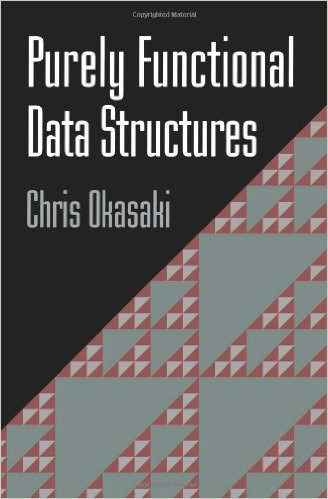 Purely Functional
Data Structures
Chris Okasaki